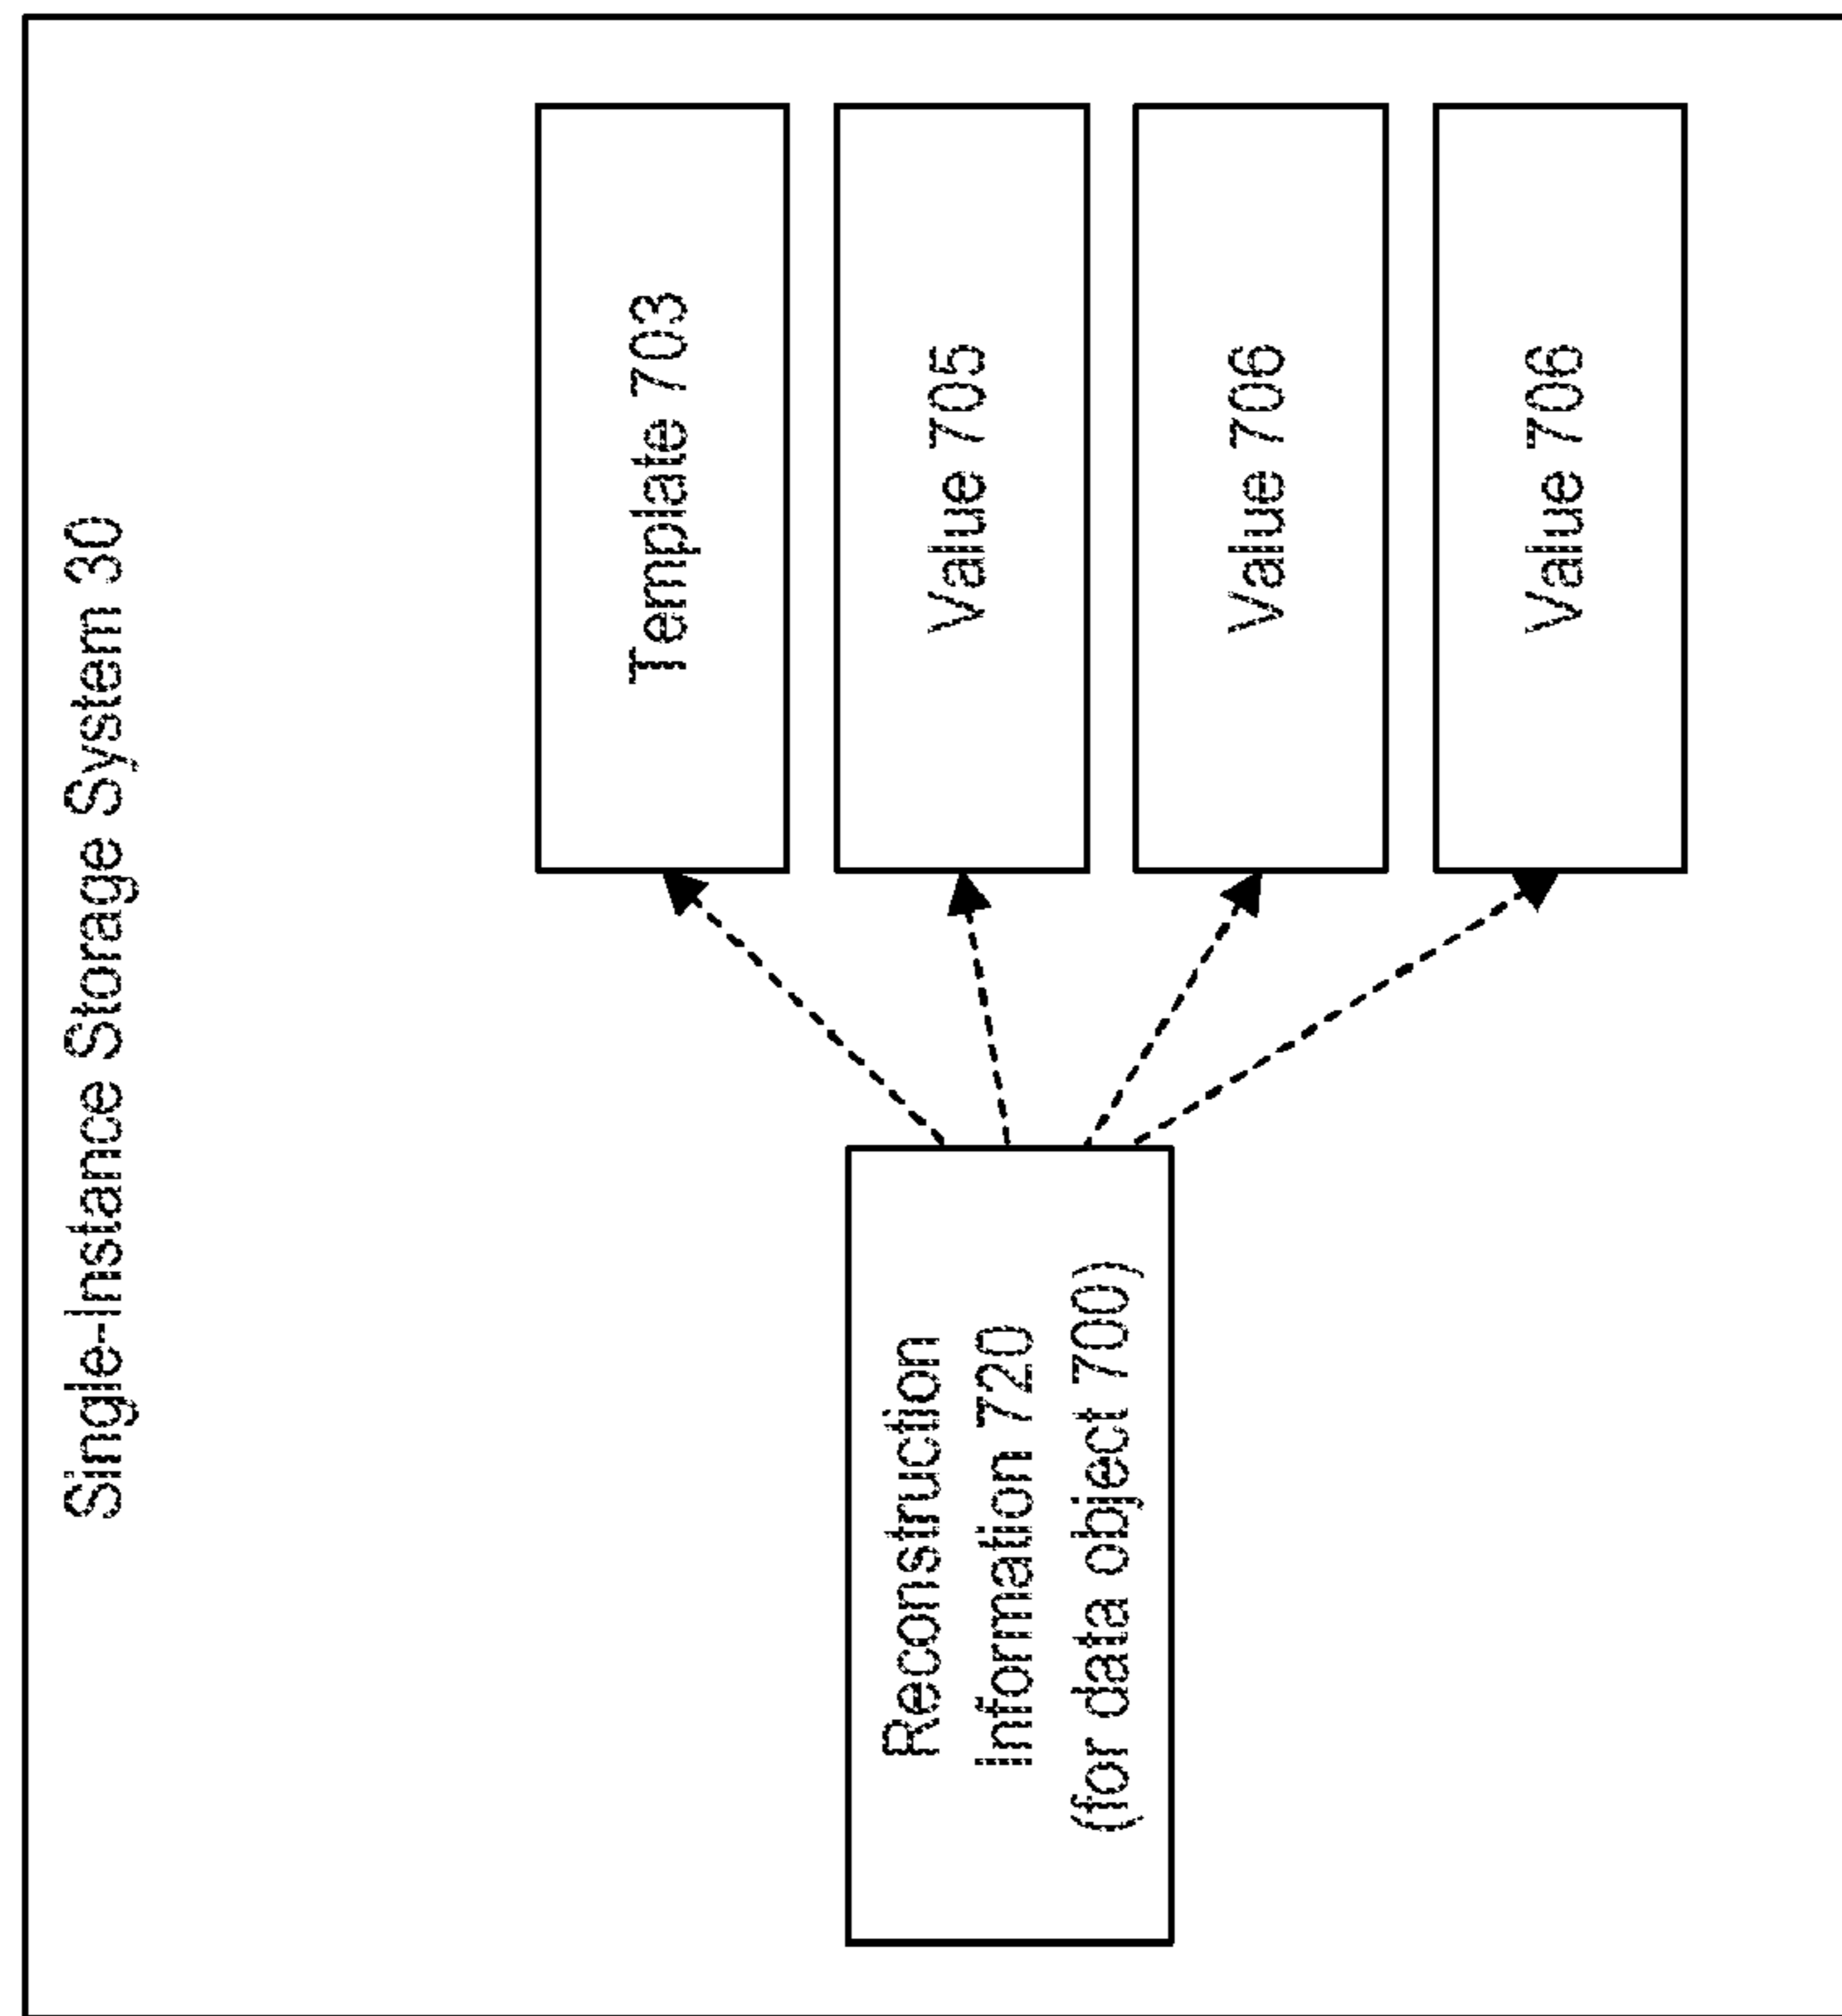 Single-Instance Storage System 30
Template 703
Value 705
Value 706
Value 706
Reconstruction
information 720
(for data object 700)